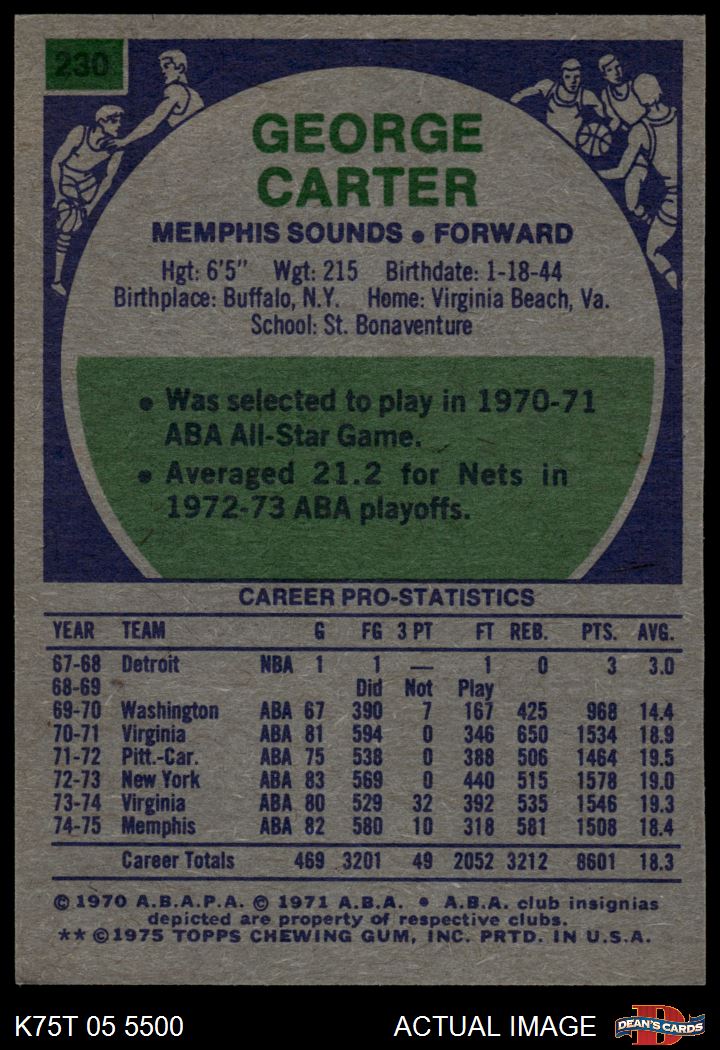 230
GEORGE
CARTER
MEMPHIS SOUNDS • FORWARD
Hgt: 6'5" Wgt: 215 Birthdate: 1-18-44
Birthplace: Buffalo, N.Y. Home: Virginia Beach, Va.
School: St. Bonaventure
• Was selected to play in 1970-71
ABA All-Star Game.
• Averaged 21.2 for Nets in
1972-73 ABA playoffs.
CAREER PRO-STATISTICS
YEAR TEAM G FG 3 PT FT REB. PTS. AVG.
67-68 Detroit NBA 1 1 — 1 0 3 3.0
68-69 Did Not Play
69-70 Washington ABA 67 390 7 167 425 968 14.4
70-71 Virginia ABA 81 594 0 346 650 1534 18.9
71-72 Pitt.-Car. ABA 75 538 0 388 506 1464 19.5
72-73 New York ABA 83 569 0 440 515 1578 19.0
73-74 Virginia ABA 80 529 32 392 535 1546 19.3
74-75 Memphis ABA 82 580 10 318 581 1508 18.4
Career Totals 469 3201 49 2052 3212 8601 18.3
© 1970 A.B.A.P.A. © 1971 A.B.A. • A.B.A. club insignias
depicted are property of respective clubs.
** © 1975 TOPPS CHEWING GUM, INC. PRTD. IN U.S.A.
K75T 05 5500 ACTUAL IMAGE
DEAN'S CARDS